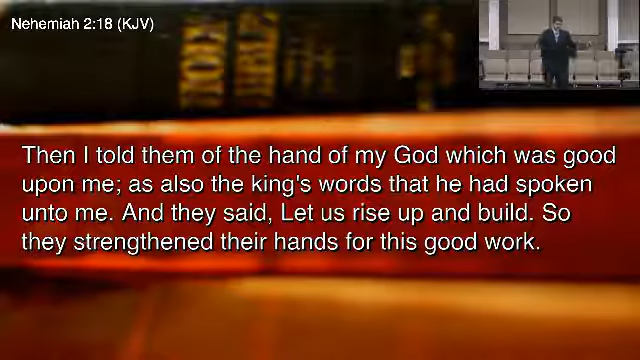 Nehemiah 2:18 (KJV)
HOLY
BIBLE
Then I told them of the hand of my God which was good
upon me; as also the king's words that he had spoken
unto me. And they said, Let us rise up and build. So
they strengthened their hands for this good work.